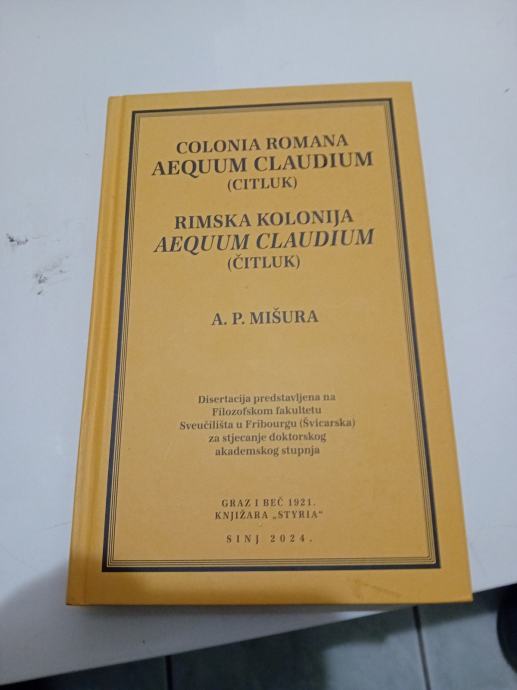 COLONIA ROMANA
AEQUUM CLAUDIUM
(CITLUK)
RIMSKA KOLONIJA
AEQUUM CLAUDIUM
(ČITLUK)
A. P. MIŠURA
Disertacija predstavljena na
Filozofskom fakultetu
Sveučilišta u Fribourgu (Švicarska)
za stjecanje doktorskog
akademskog stupnja
GRAZ I BEČ 1921.
KNJIŽARA „STYRIA“
SINJ 2024.